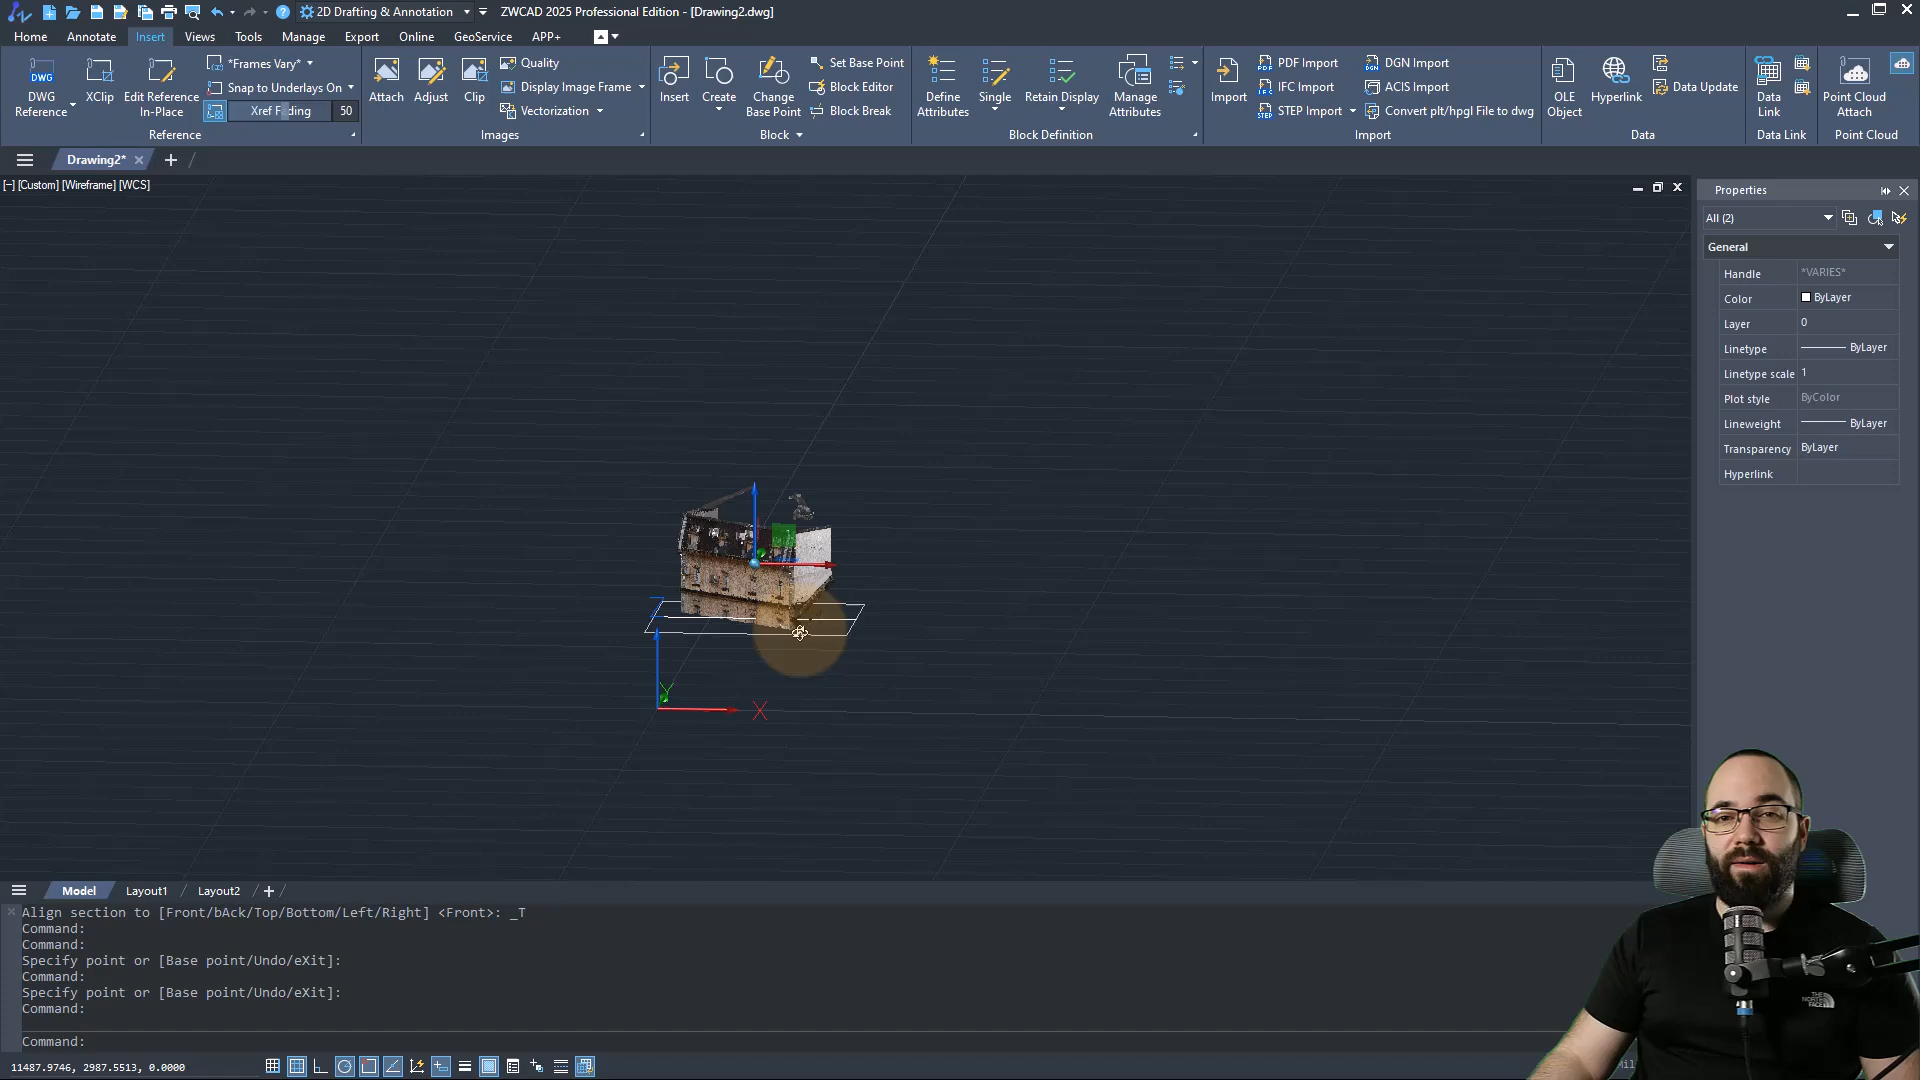 2D Drafting & Annotation
ZWCAD 2025 Professional Edition - [Drawing2.dwg]
Home Annotate Insert Views Tools Manage Export Online GeoService APP+
DWG Reference
XClip
Edit Reference In-Place
*Frames Vary*
Snap to Underlays On
Xref Fading 50
Reference
Attach
Adjust
Clip
Quality
Display Image Frame
Vectorization
Images
Insert
Create
Change Base Point
Set Base Point
Block Editor
Block Break
Block
Define Attributes
Single
Retain Display
Manage Attributes
Block Definition
Import
PDF Import
IFC Import
STEP Import
DGN Import
ACIS Import
Convert plt/hpgl File to dwg
Import
OLE Object
Hyperlink
Data Update
Data
Data Link
Data Link
Point Cloud Attach
Point Cloud
Drawing2*
[−] [Custom] [Wireframe] [WCS]
Properties
All (2)
General
Handle *VARIES*
Color ByLayer
Layer 0
Linetype ByLayer
Linetype scale 1
Plot style ByColor
Lineweight ByLayer
Transparency ByLayer
Hyperlink
Z
Y
X
Model Layout1 Layout2
Align section to [Front/bAck/Top/Bottom/Left/Right] <Front>: _T
Command:
Command:
Specify point or [Base point/Undo/eXit]:
Command:
Specify point or [Base point/Undo/eXit]:
Command:
Command:
11487.9746, 2987.5513, 0.0000
THE NORTH FACE